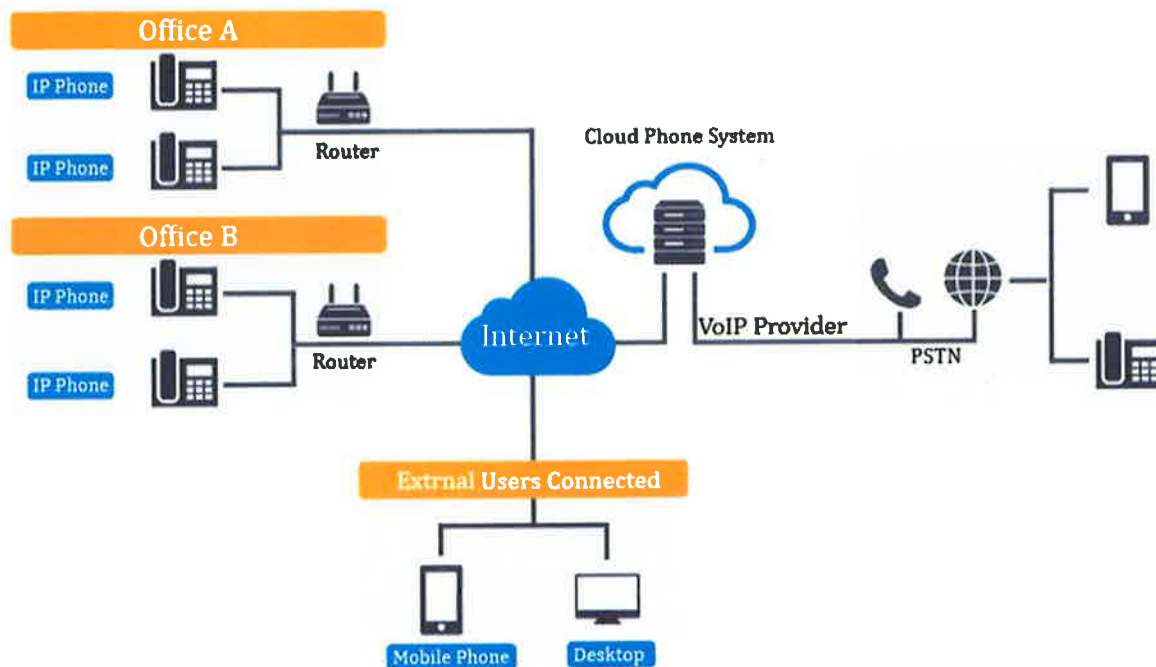 Office A
IP Phone
IP Phone
Router
Cloud Phone System
Office B
IP Phone
IP Phone
Router
Internet
VoIP Provider
PSTN
Extrnal Users Connected
Mobile Phone
Desktop